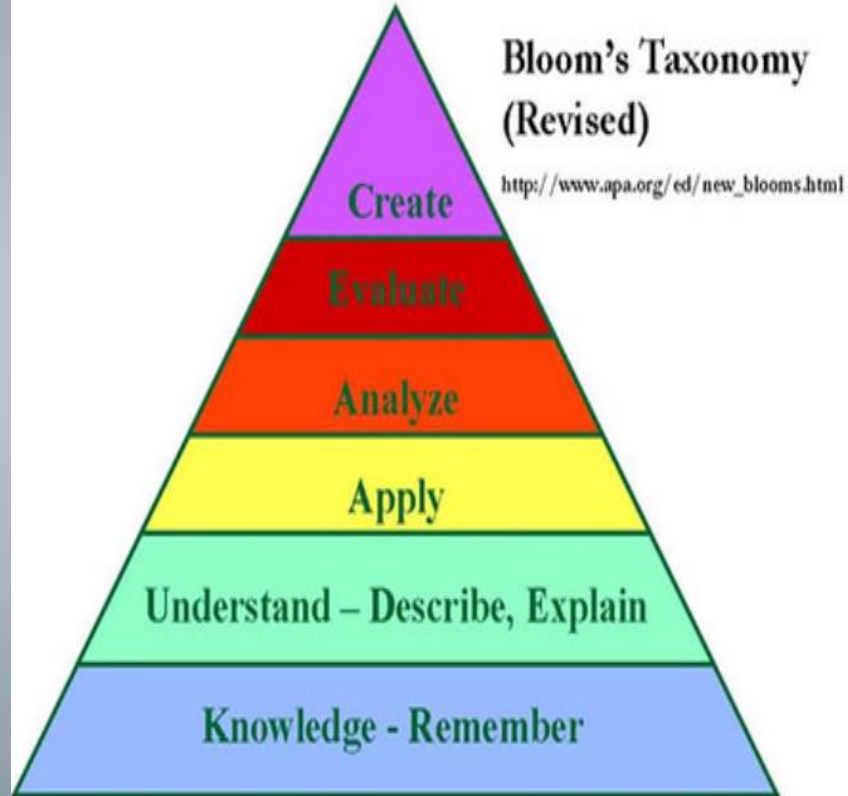 Bloom's Taxonomy
(Revised)
http://www.apa.org/ed/new_blooms.html
Create
Evaluate
Analyze
Apply
Understand – Describe, Explain
Knowledge - Remember